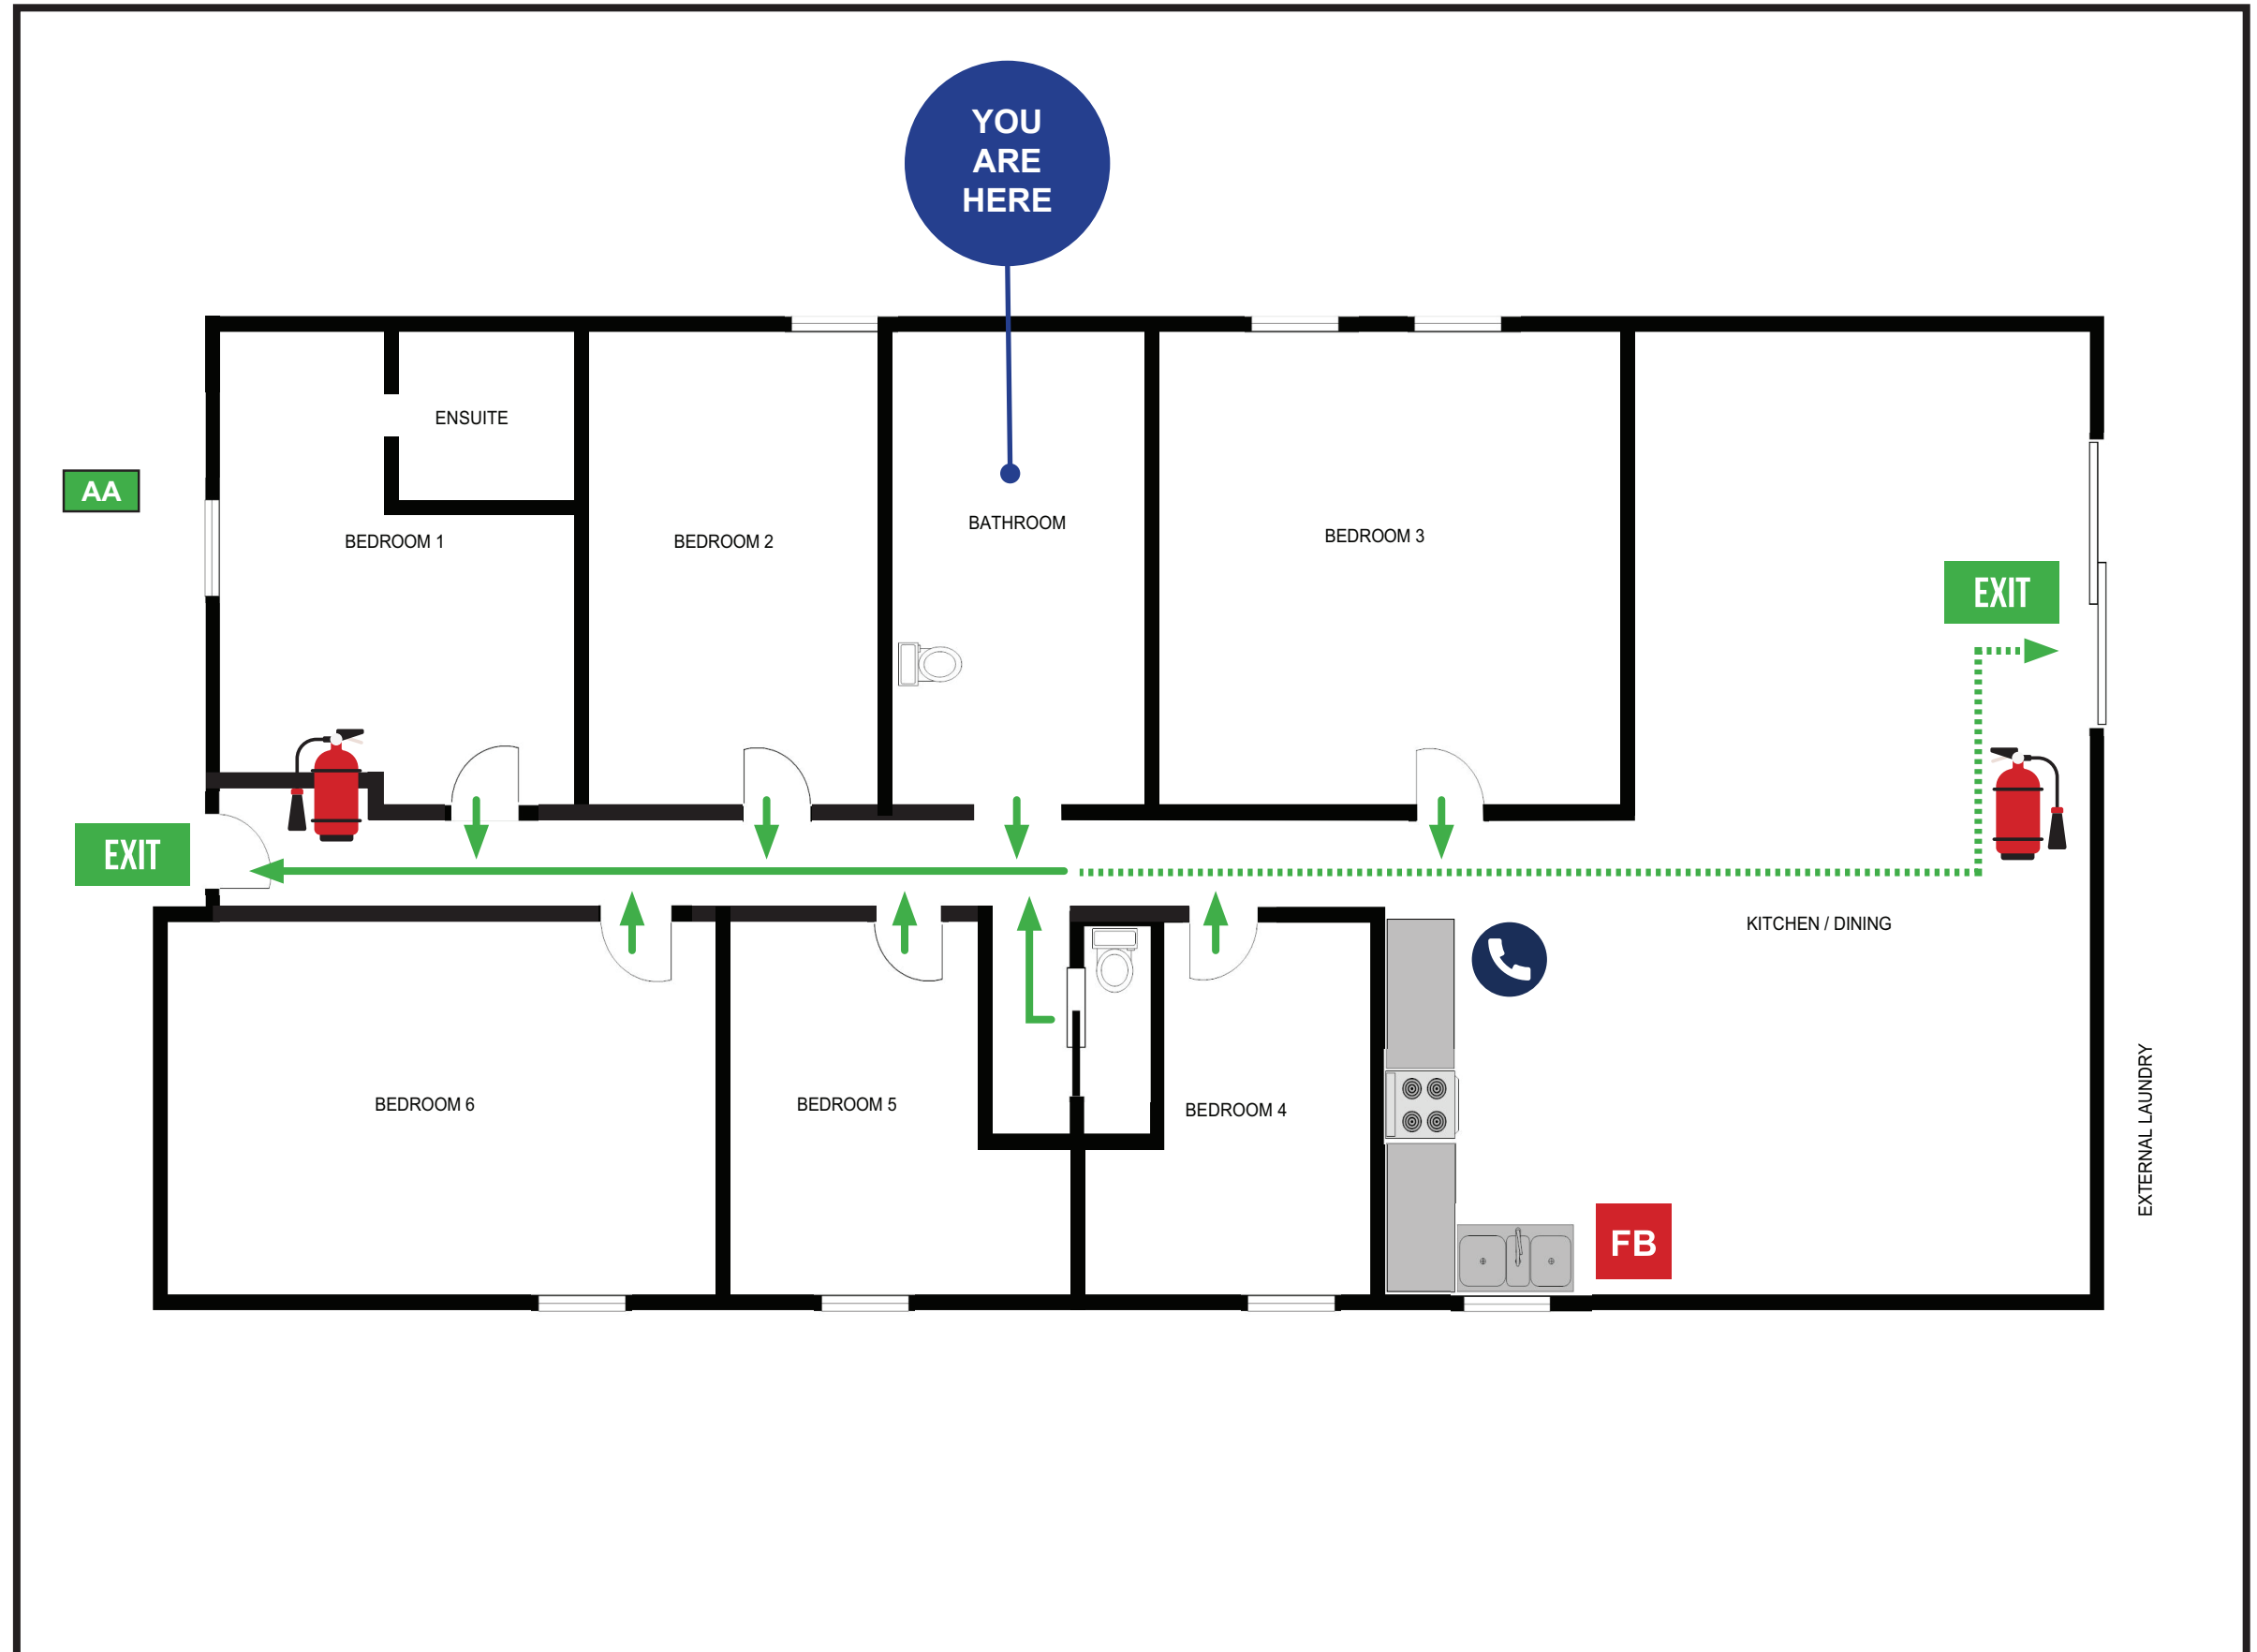 YOU
ARE
HERE
ENSUITE
AA
BEDROOM 1
BEDROOM 2
BATHROOM
BEDROOM 3
EXIT
EXIT
KITCHEN / DINING
BEDROOM 6
BEDROOM 5
BEDROOM 4
EXTERNAL LAUNDRY
FB